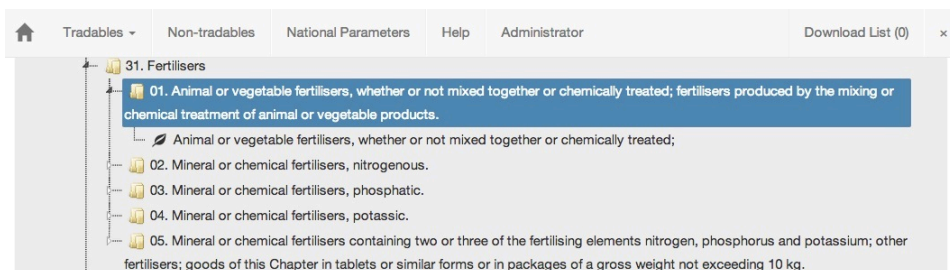 Tradables Non-tradables National Parameters Help Administrator Download List (0) ×
31. Fertilisers
01. Animal or vegetable fertilisers, whether or not mixed together or chemically treated; fertilisers produced by the mixing or
chemical treatment of animal or vegetable products.
Animal or vegetable fertilisers, whether or not mixed together or chemically treated;
02. Mineral or chemical fertilisers, nitrogenous.
03. Mineral or chemical fertilisers, phosphatic.
04. Mineral or chemical fertilisers, potassic.
05. Mineral or chemical fertilisers containing two or three of the fertilising elements nitrogen, phosphorus and potassium; other
fertilisers; goods of this Chapter in tablets or similar forms or in packages of a gross weight not exceeding 10 kg.